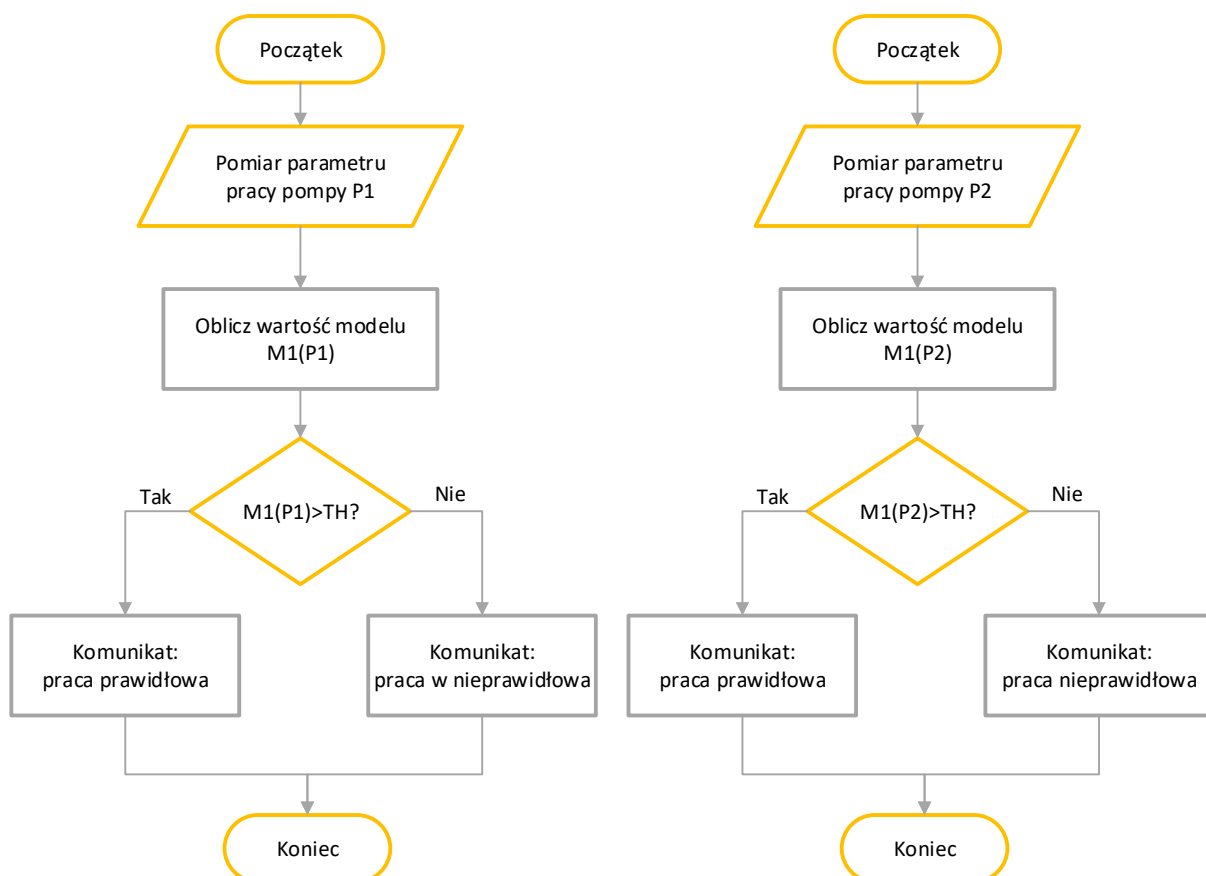 Początek
Pomiar parametru
pracy pompy P1
Oblicz wartość modelu
M1(P1)
Tak
Nie
M1(P1)>TH?
Komunikat:
praca prawidłowa
Komunikat:
praca w nieprawidłowa
Koniec
Początek
Pomiar parametru
pracy pompy P2
Oblicz wartość modelu
M1(P2)
Tak
Nie
M1(P2)>TH?
Komunikat:
praca prawidłowa
Komunikat:
praca nieprawidłowa
Koniec